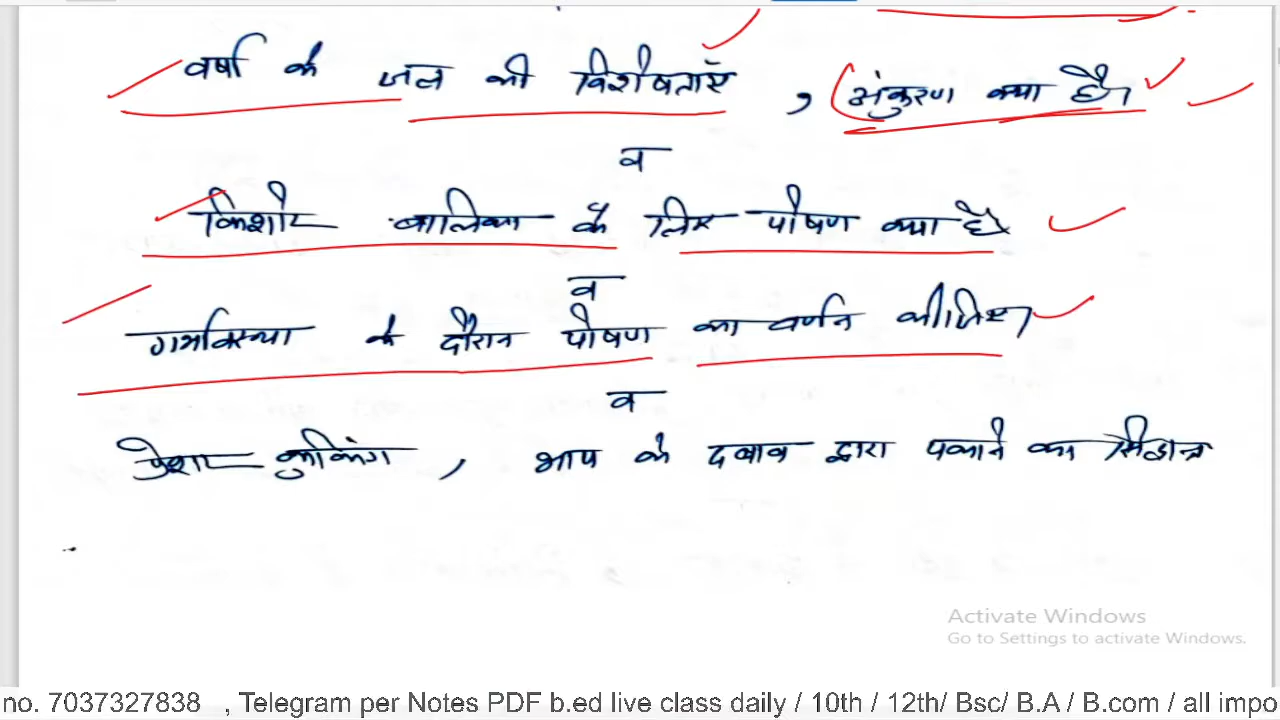 वर्षा के जल की विशेषताएँ , (अंकुरण क्या है।
व
किशोर बालिका के लिए पोषण क्या है
व
गर्भावस्था के दौरान पोषण का वर्णन कीजिए।
व
प्रेशर कुकिंग , भाप के दबाव द्वारा पकाने का सिद्धान्त
Activate Windows
Go to Settings to activate Windows.
no. 7037327838 , Telegram per Notes PDF b.ed live class daily / 10th / 12th/ Bsc/ B.A / B.com / all impo